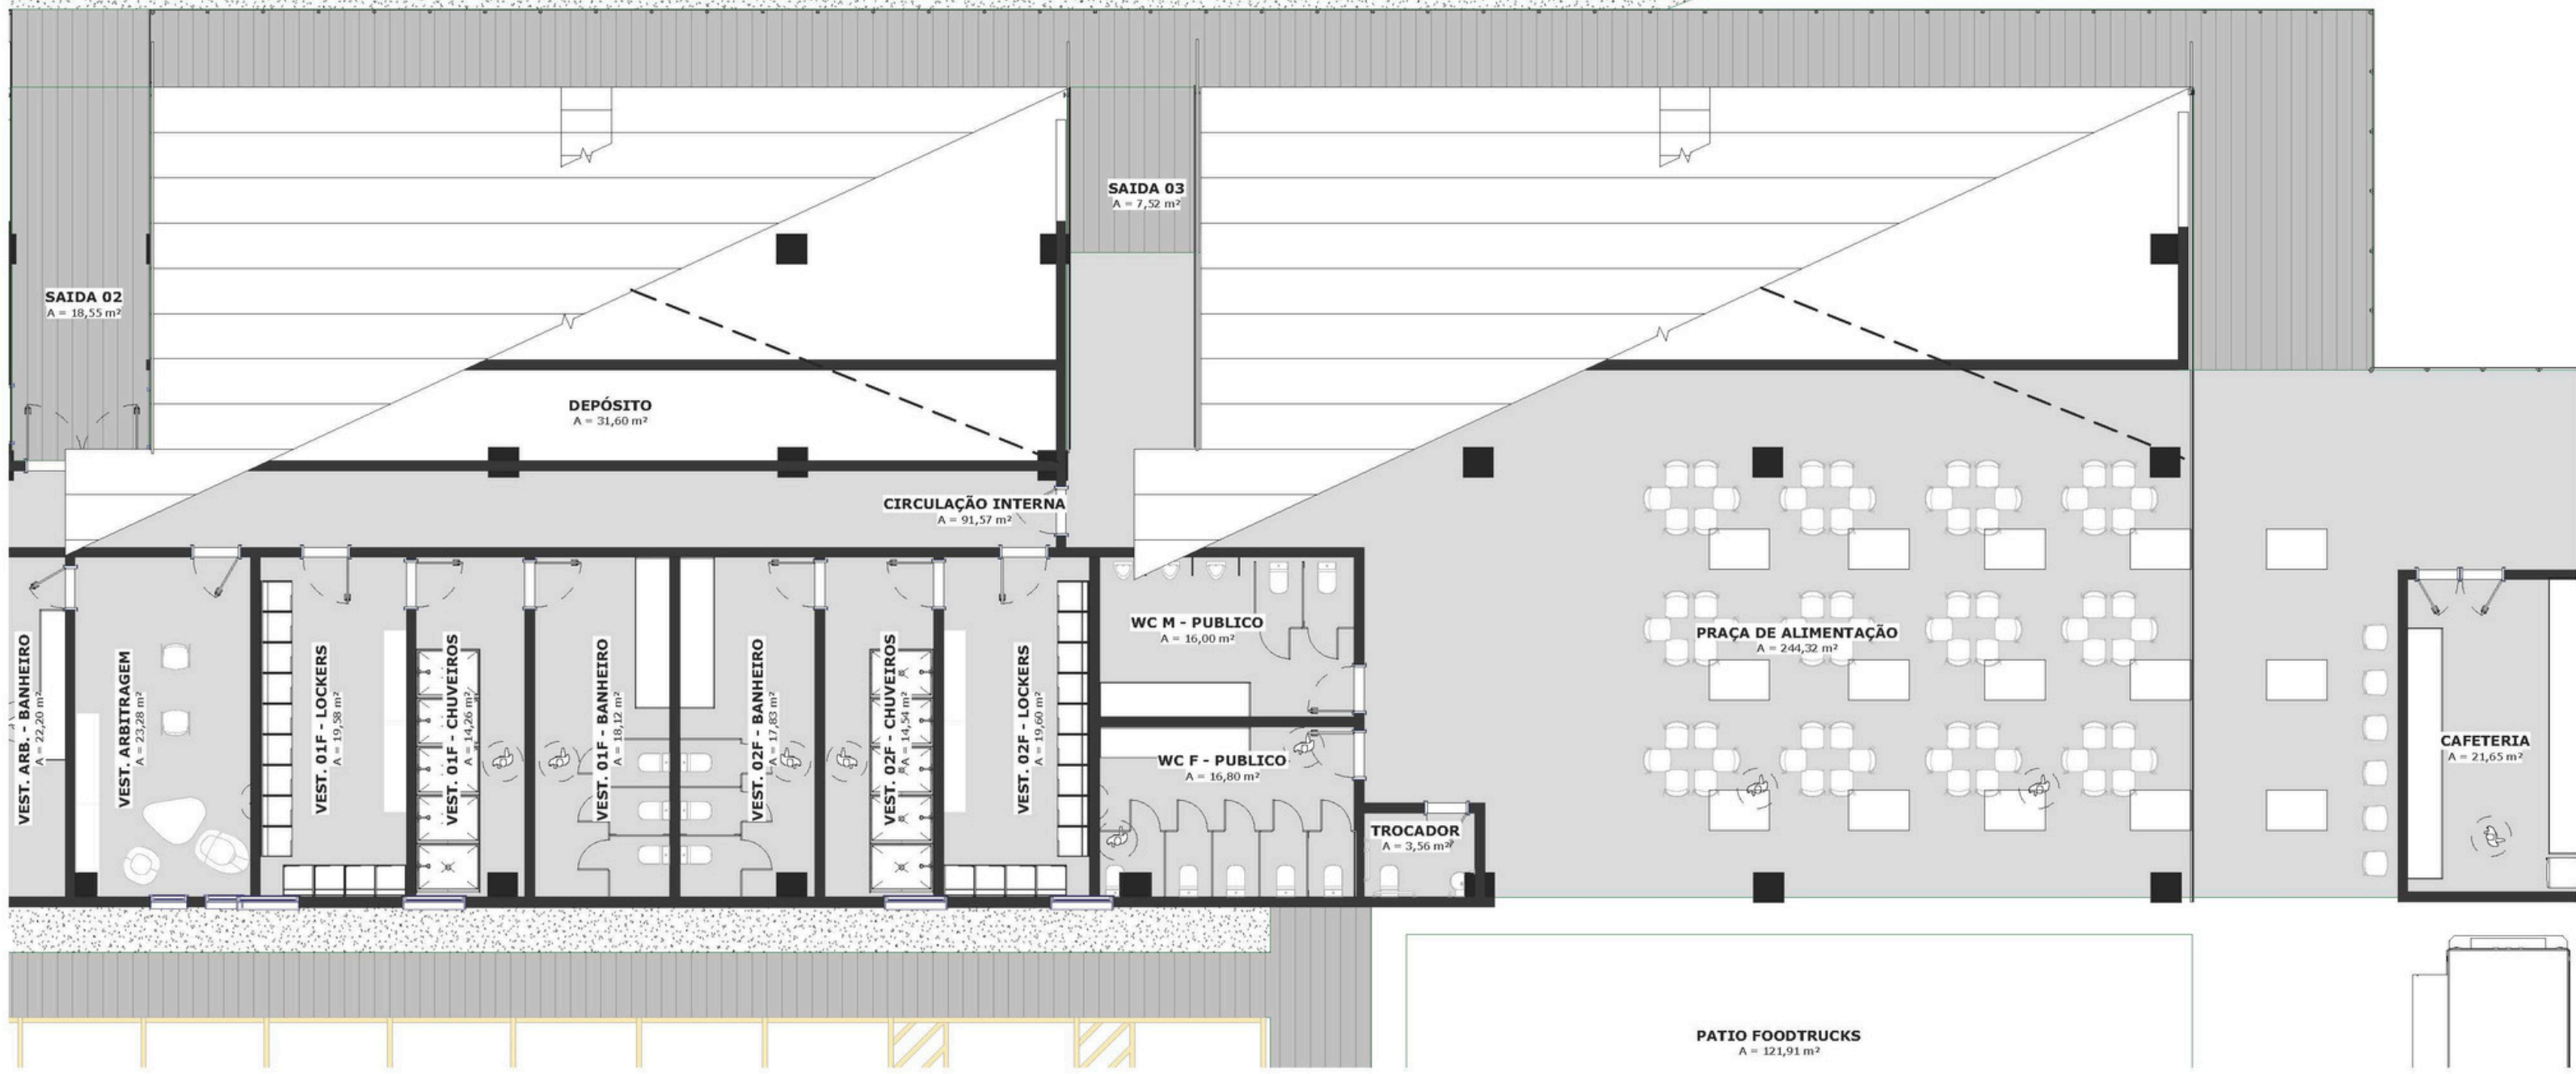 SAIDA 03
A = 7,52 m²
SAIDA 02
A = 18,55 m²
DEPÓSITO
A = 31,60 m²
CIRCULAÇÃO INTERNA
A = 91,57 m²
VEST. ARB. - BANHEIRO
A = 22,20 m²
VEST. ARBITRAGEM
A = 23,28 m²
VEST. 01F - LOCKERS
A = 19,58 m²
VEST. 01F - CHUVEIROS
A = 14,26 m²
VEST. 01F - BANHEIRO
A = 18,12 m²
VEST. 02F - BANHEIRO
A = 17,83 m²
VEST. 02F - CHUVEIROS
A = 14,54 m²
VEST. 02F - LOCKERS
A = 19,60 m²
WC M - PUBLICO
A = 16,00 m²
WC F - PUBLICO
A = 16,80 m²
TROCADOR
A = 3,56 m²
PRAÇA DE ALIMENTAÇÃO
A = 244,32 m²
CAFETERIA
A = 21,65 m²
PATIO FOODTRUCKS
A = 121,91 m²